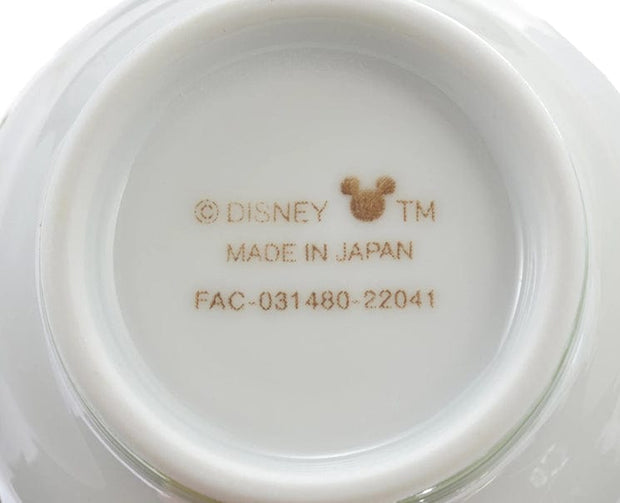 © DISNEY TM
MADE IN JAPAN
FAC-031480-22041